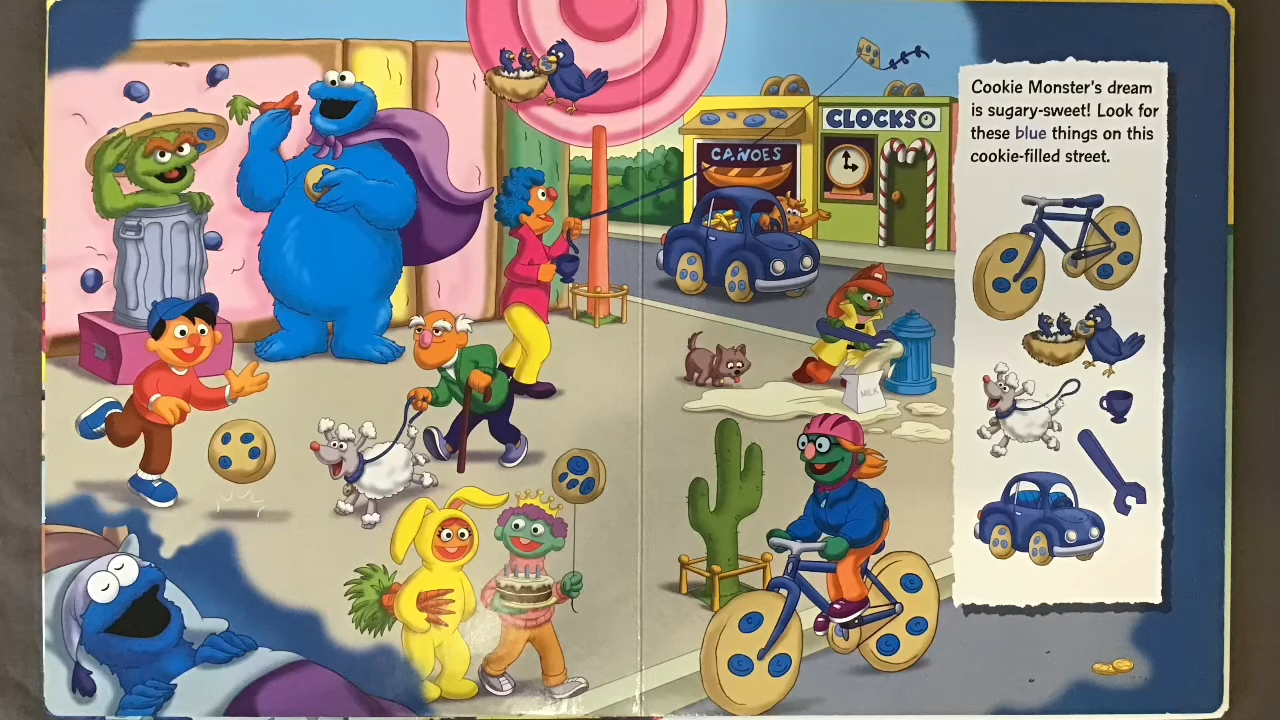 CLOCKS
CANOES
MILK
Cookie Monster's dream
is sugary-sweet! Look for
these blue things on this
cookie-filled street.